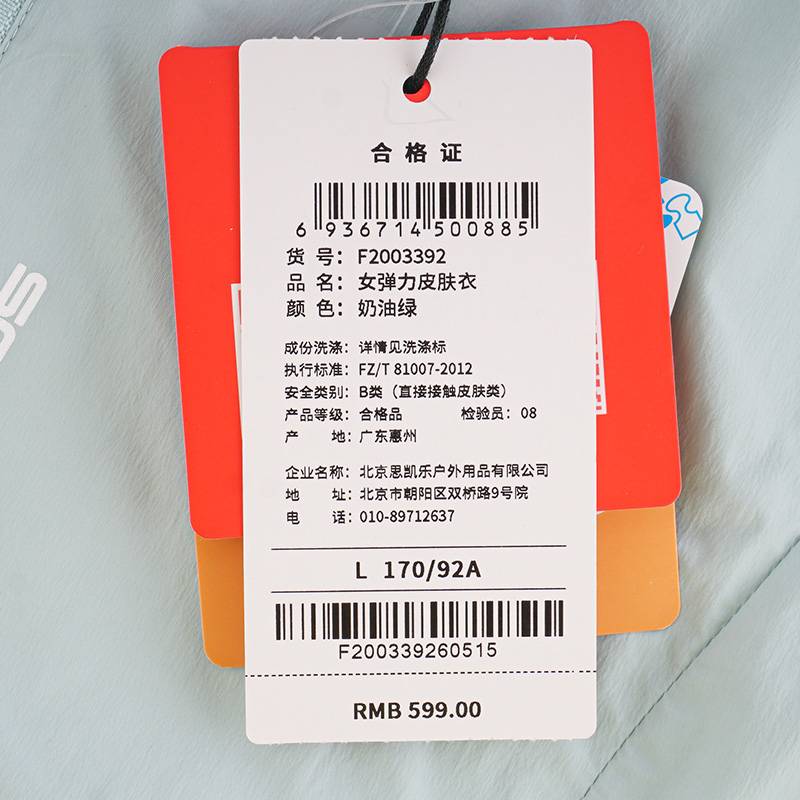 合格证
6 936714 500885
货号：F2003392
品名：女弹力皮肤衣
颜色：奶油绿
成份洗涤：详情见洗涤标
执行标准：FZ/T 81007-2012
安全类别：B类（直接接触皮肤类）
产品等级：合格品 检验员：08
产地：广东惠州
企业名称：北京思凯乐户外用品有限公司
地址：北京市朝阳区双桥路9号院
电话：010-89712637
L 170/92A
F200339260515
RMB 599.00